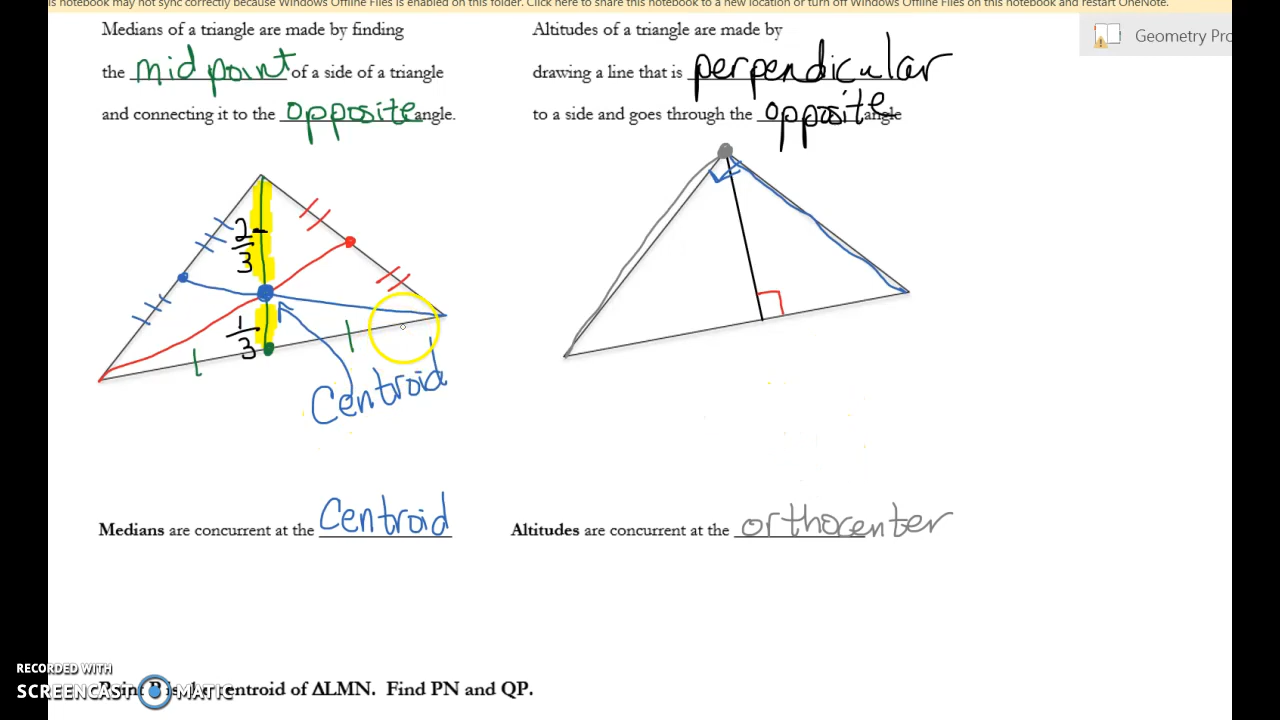 is notebook may not sync correctly because Windows Offline Files is enabled on this folder. Click here to share this notebook to a new location or turn off Windows Offline Files on this notebook and restart OneNote.
Geometry Pro
Medians of a triangle are made by finding
the midpoint of a side of a triangle
and connecting it to the opposite angle.
Altitudes of a triangle are made by
drawing a line that is perpendicular
to a side and goes through the opposite angle
2/3
1/3
Centroid
Medians are concurrent at the Centroid
Altitudes are concurrent at the orthocenter
RECORDED WITH
SCREENCAST MATIC
is the centroid of ΔLMN. Find PN and QP.